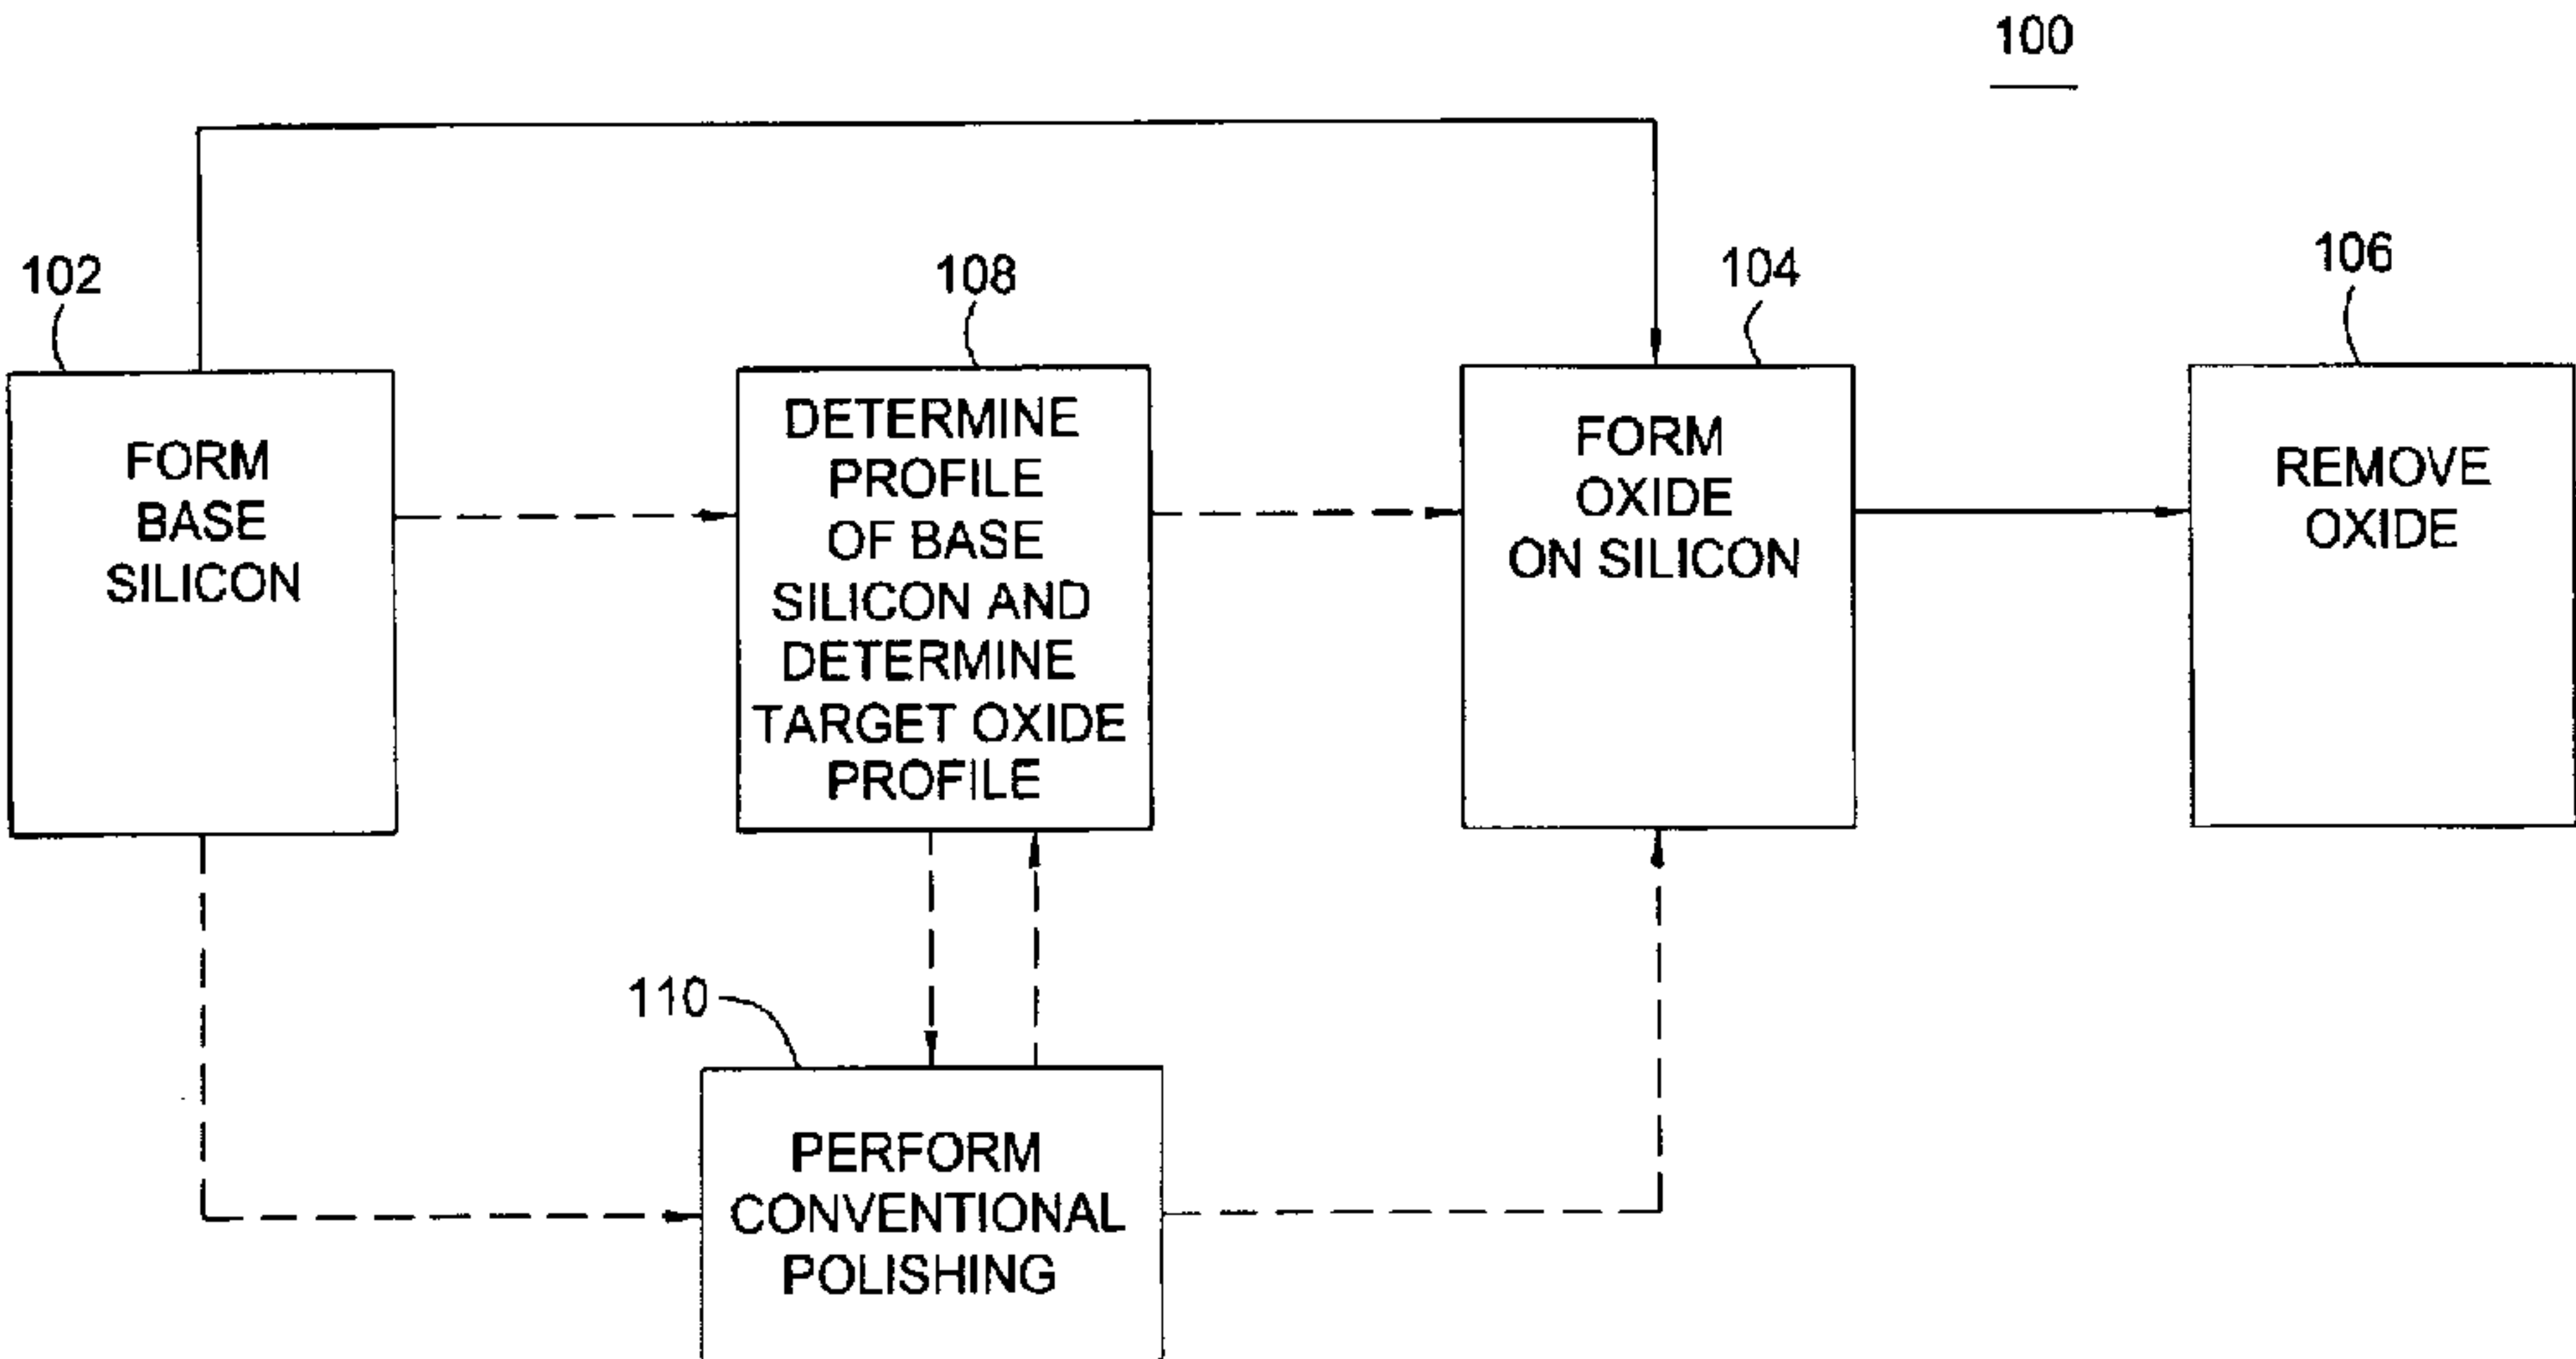 100
102
FORM
BASE
SILICON
108
DETERMINE
PROFILE
OF BASE
SILICON AND
DETERMINE
TARGET OXIDE
PROFILE
104
FORM
OXIDE
ON SILICON
106
REMOVE
OXIDE
110
PERFORM
CONVENTIONAL
POLISHING